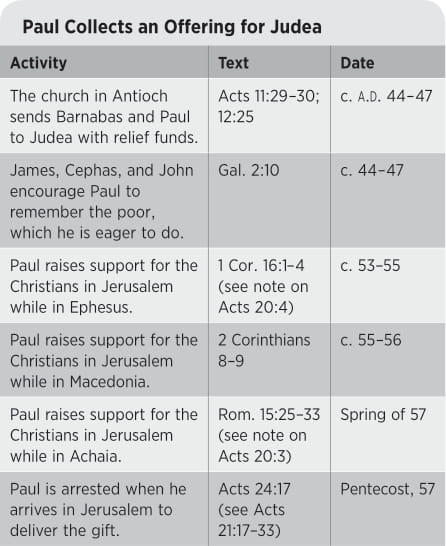 Paul Collects an Offering for Judea
Activity Text Date
The church in Antioch Acts 11:29–30; c. A.D. 44–47
sends Barnabas and Paul 12:25
to Judea with relief funds.
James, Cephas, and John Gal. 2:10 c. 44–47
encourage Paul to
remember the poor,
which he is eager to do.
Paul raises support for the 1 Cor. 16:1–4 c. 53–55
Christians in Jerusalem (see note on
while in Ephesus. Acts 20:4)
Paul raises support for the 2 Corinthians c. 55–56
Christians in Jerusalem 8–9
while in Macedonia.
Paul raises support for the Rom. 15:25–33 Spring of 57
Christians in Jerusalem (see note on
while in Achaia. Acts 20:3)
Paul is arrested when he Acts 24:17 Pentecost, 57
arrives in Jerusalem to (see Acts
deliver the gift. 21:17–33)